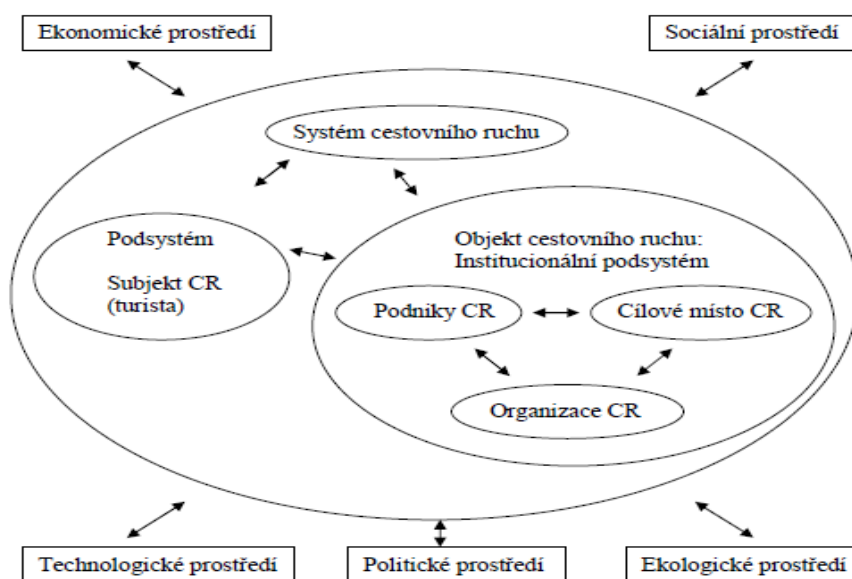 Ekonomické prostředí
Sociální prostředí
Systém cestovního ruchu
Podsystém
Subjekt CR
(turista)
Objekt cestovního ruchu:
Institucionální podsystém
Podniky CR
Cílové místo CR
Organizace CR
Technologické prostředí
Politické prostředí
Ekologické prostředí